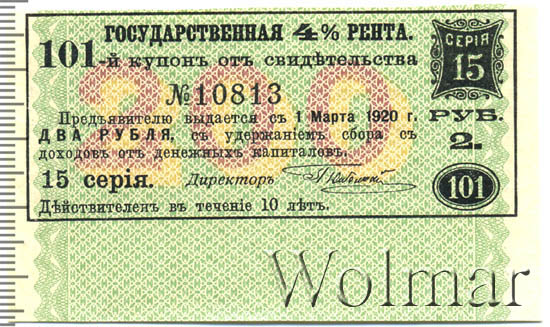 ГОСУДАРСТВЕННАЯ 4% РЕНТА.
101-й купонъ отъ свидѣтельства
№10813
СЕРІЯ
15
Предъявителю выдается съ 1 Марта 1920 г.
ДВА РУБЛЯ, съ удержаніемъ сбора съ
доходовъ отъ денежныхъ капиталовъ.
РУБ.
2.
200
15 серія. Директоръ
101
Дѣйствителенъ въ теченіе 10 лѣтъ.
Wolmar